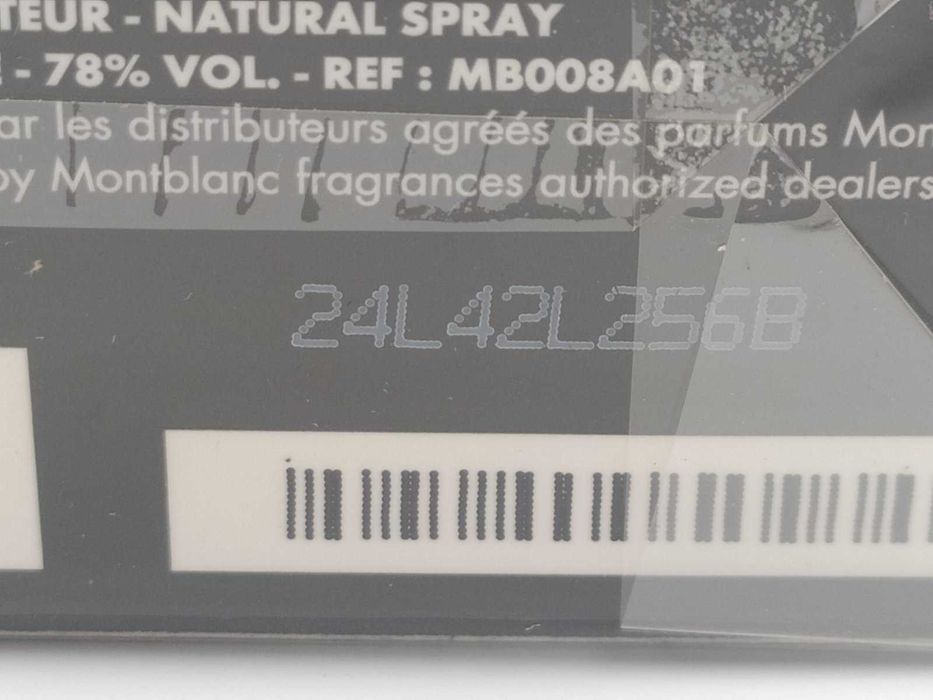 TEUR - NATURAL SPRAY
- 78% VOL. - REF : MB008A01
ar les distributeurs agréés des parfums Mon
by Montblanc fragrances authorized dealers
24L42L256B